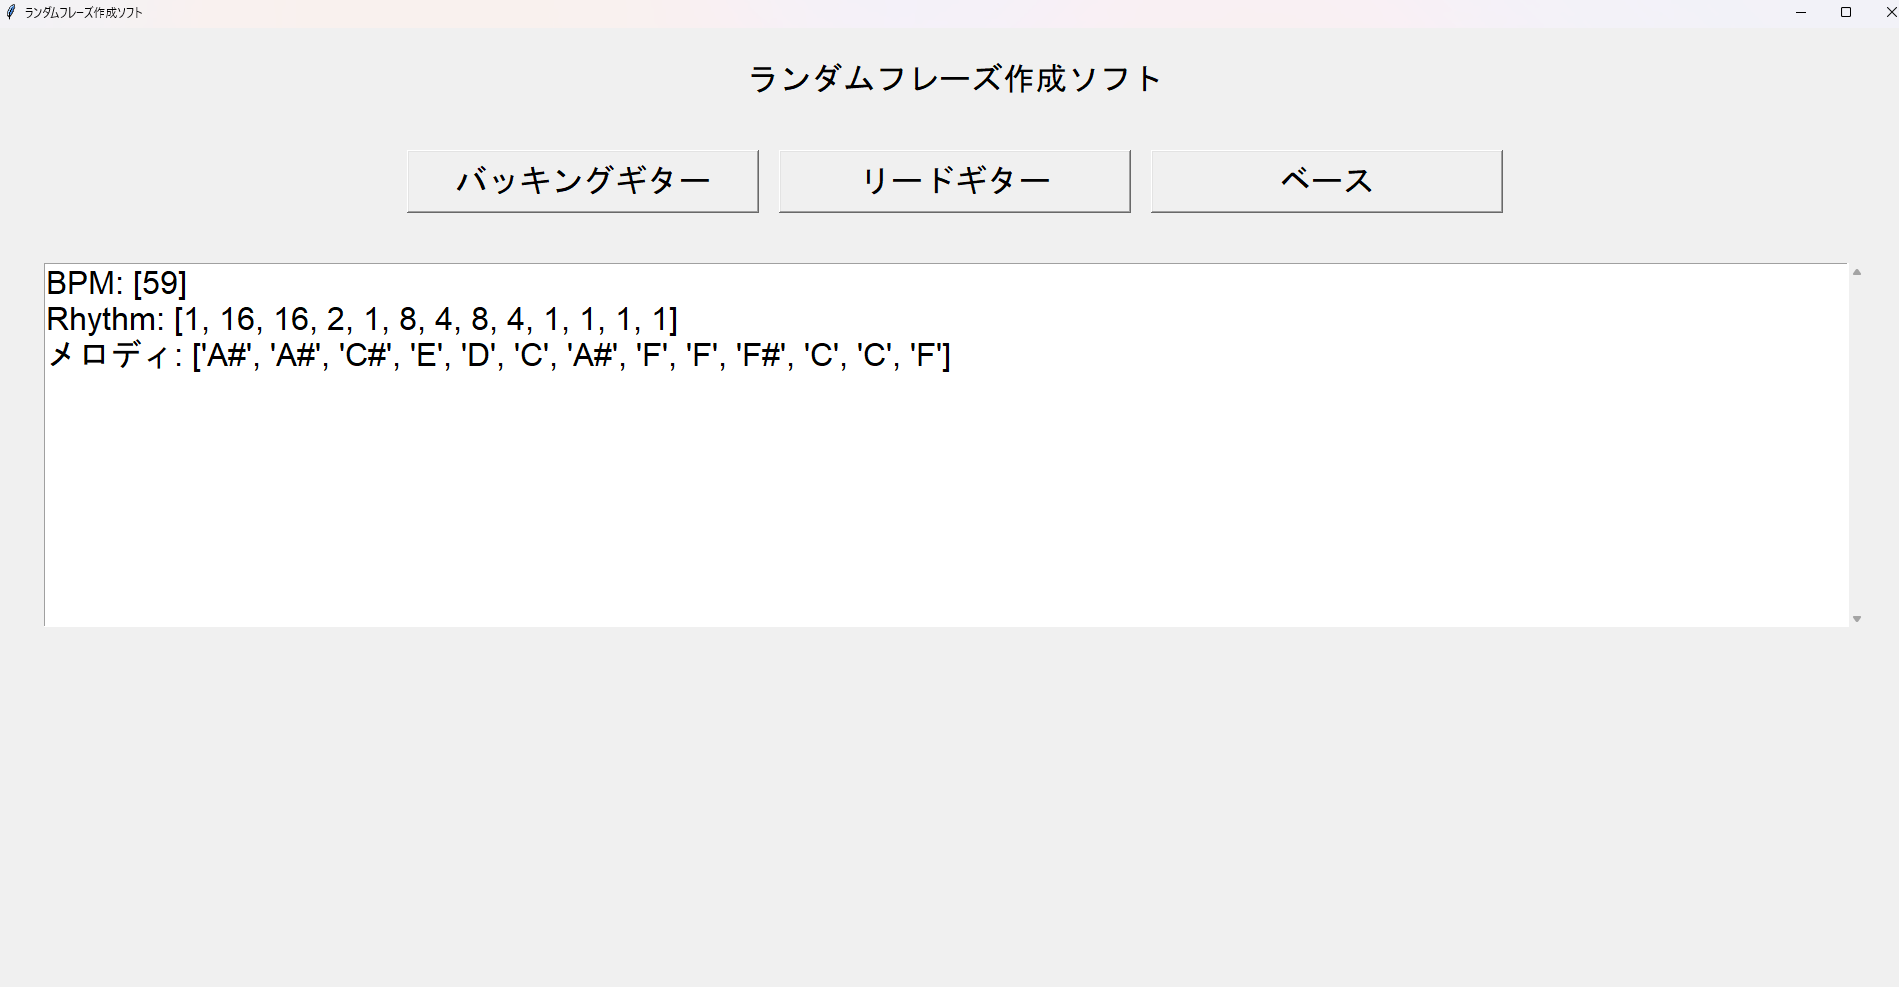 ランダムフレーズ作成ソフト
ランダムフレーズ作成ソフト
バッキングギター リードギター ベース
BPM: [59]
Rhythm: [1, 16, 16, 2, 1, 8, 4, 8, 4, 1, 1, 1, 1]
メロディ: ['A#', 'A#', 'C#', 'E', 'D', 'C', 'A#', 'F', 'F', 'F#', 'C', 'C', 'F']